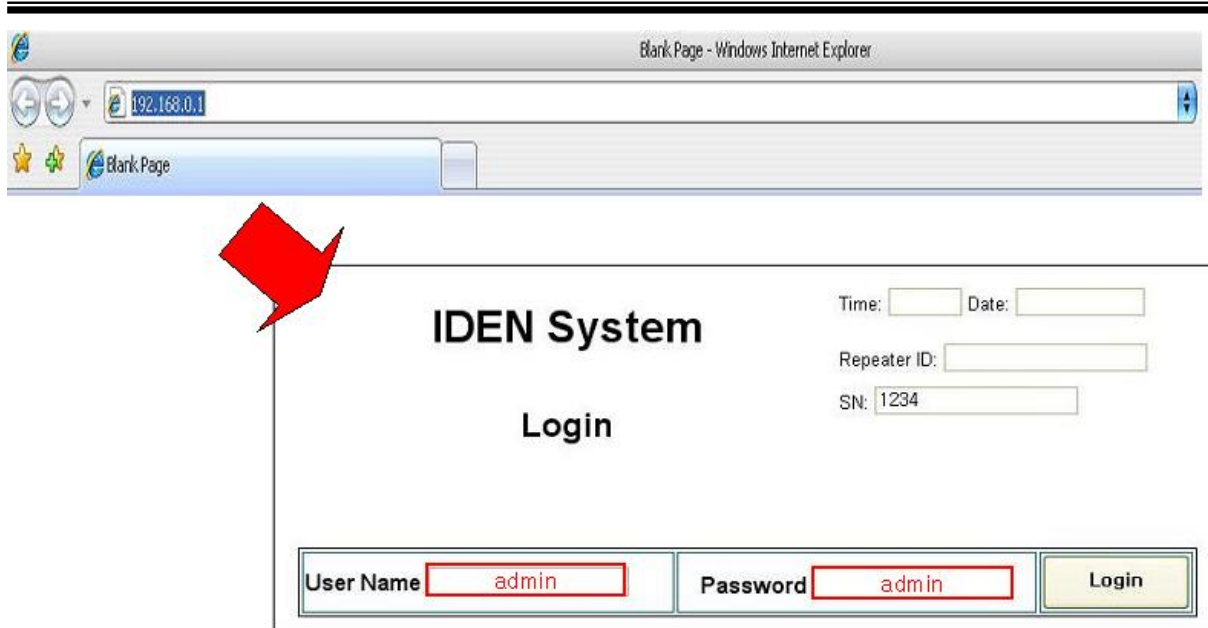 Blank Page - Windows Internet Explorer
192.168.0.1
Blank Page
IDEN System
Time: Date:
Repeater ID:
SN: 1234
Login
User Name admin Password admin Login